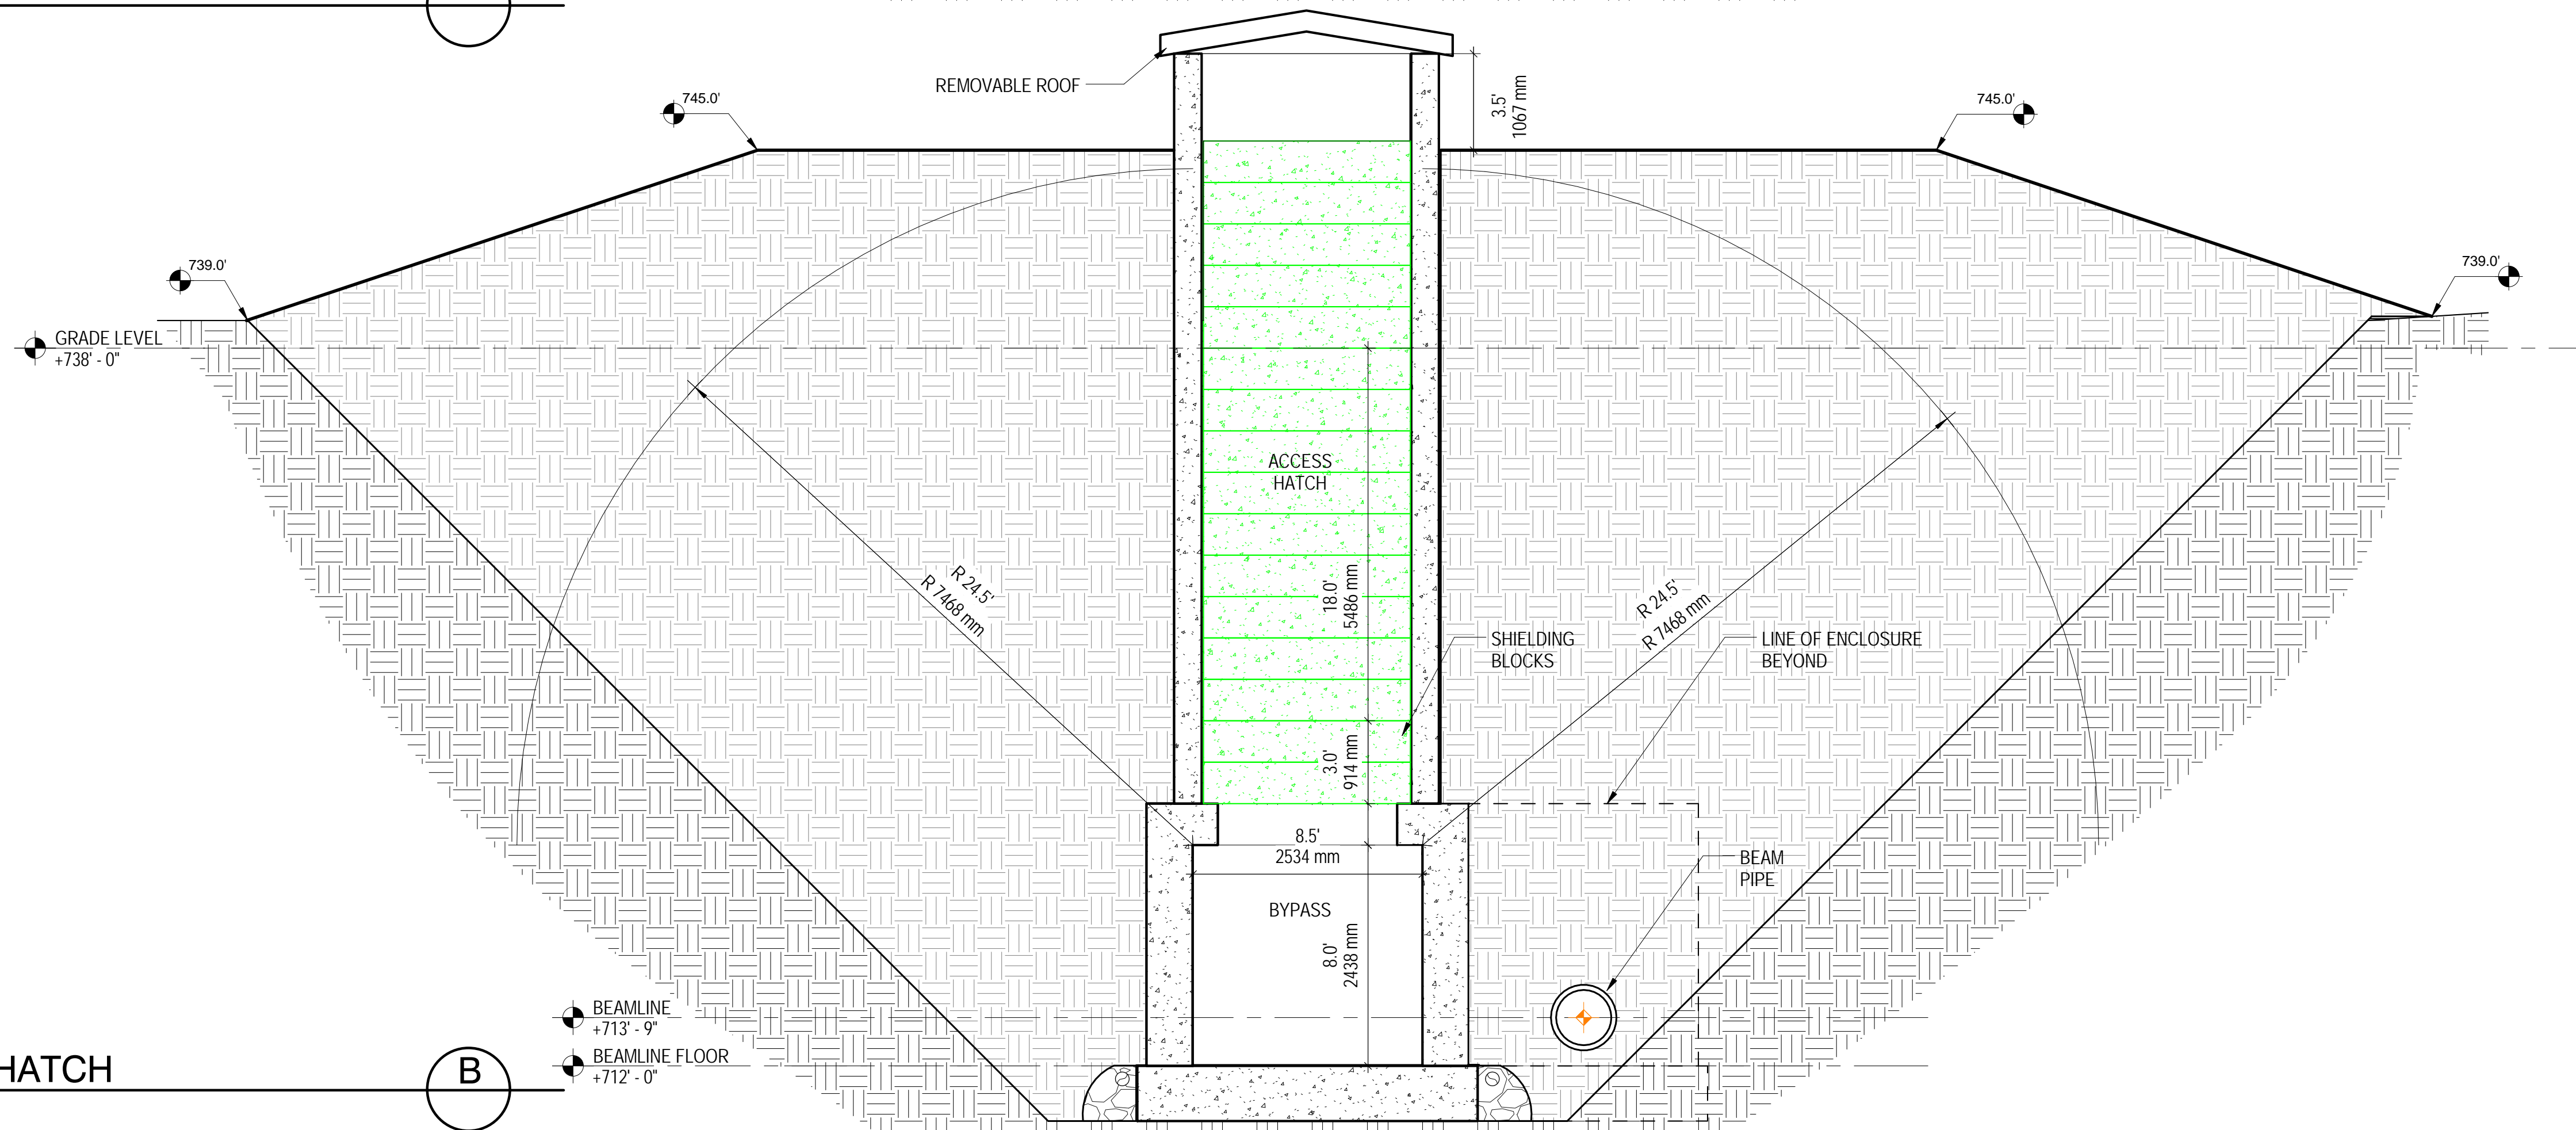 REMOVABLE ROOF
3.5'
1067 mm
745.0'
745.0'
739.0'
739.0'
GRADE LEVEL
+738' - 0"
ACCESS
HATCH
R 24.5'
R 7468 mm
18.0'
5486 mm
R 24.5'
R 7468 mm
SHIELDING
BLOCKS
LINE OF ENCLOSURE
BEYOND
3.0'
914 mm
8.5'
2534 mm
BEAM
PIPE
BYPASS
8.0'
2438 mm
BEAMLINE
+713' - 9"
BEAMLINE FLOOR
+712' - 0"
HATCH
B